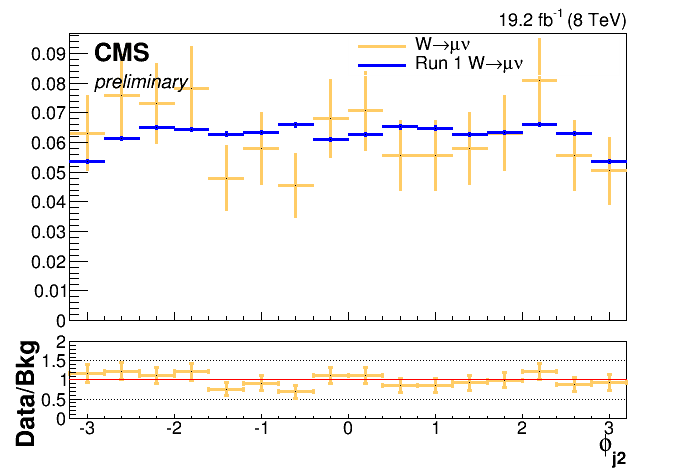 19.2 fb⁻¹ (8 TeV)
CMS
preliminary
W→μν
Run 1 W→μν
0.09
0.08
0.07
0.06
0.05
0.04
0.03
0.02
0.01
0
Data/Bkg
2
1.5
1
0.5
0
-3 -2 -1 0 1 2 3
ϕj2